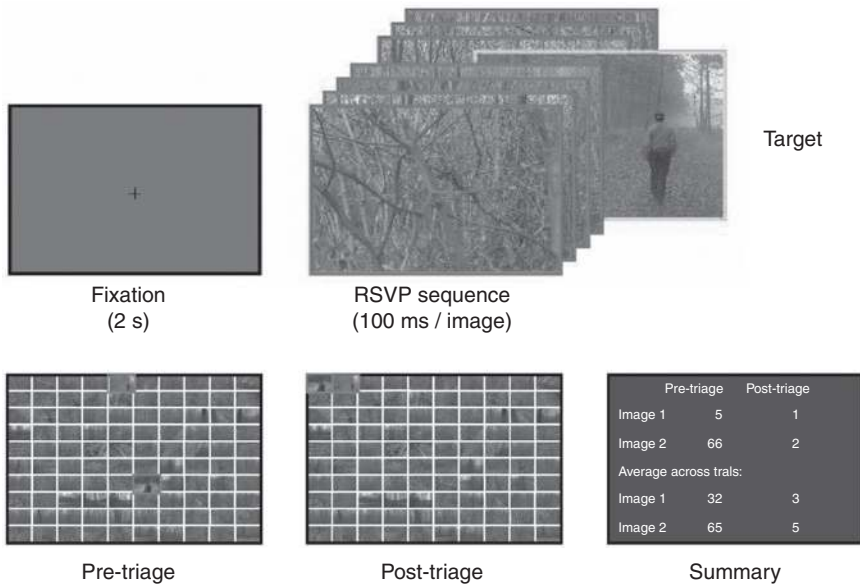 Target
Fixation
(2 s)
RSVP sequence
(100 ms / image)
Pre-triage Post-triage
Image 1 5 1
Image 2 66 2
Average across trals:
Image 1 32 3
Image 2 65 5
Pre-triage
Post-triage
Summary